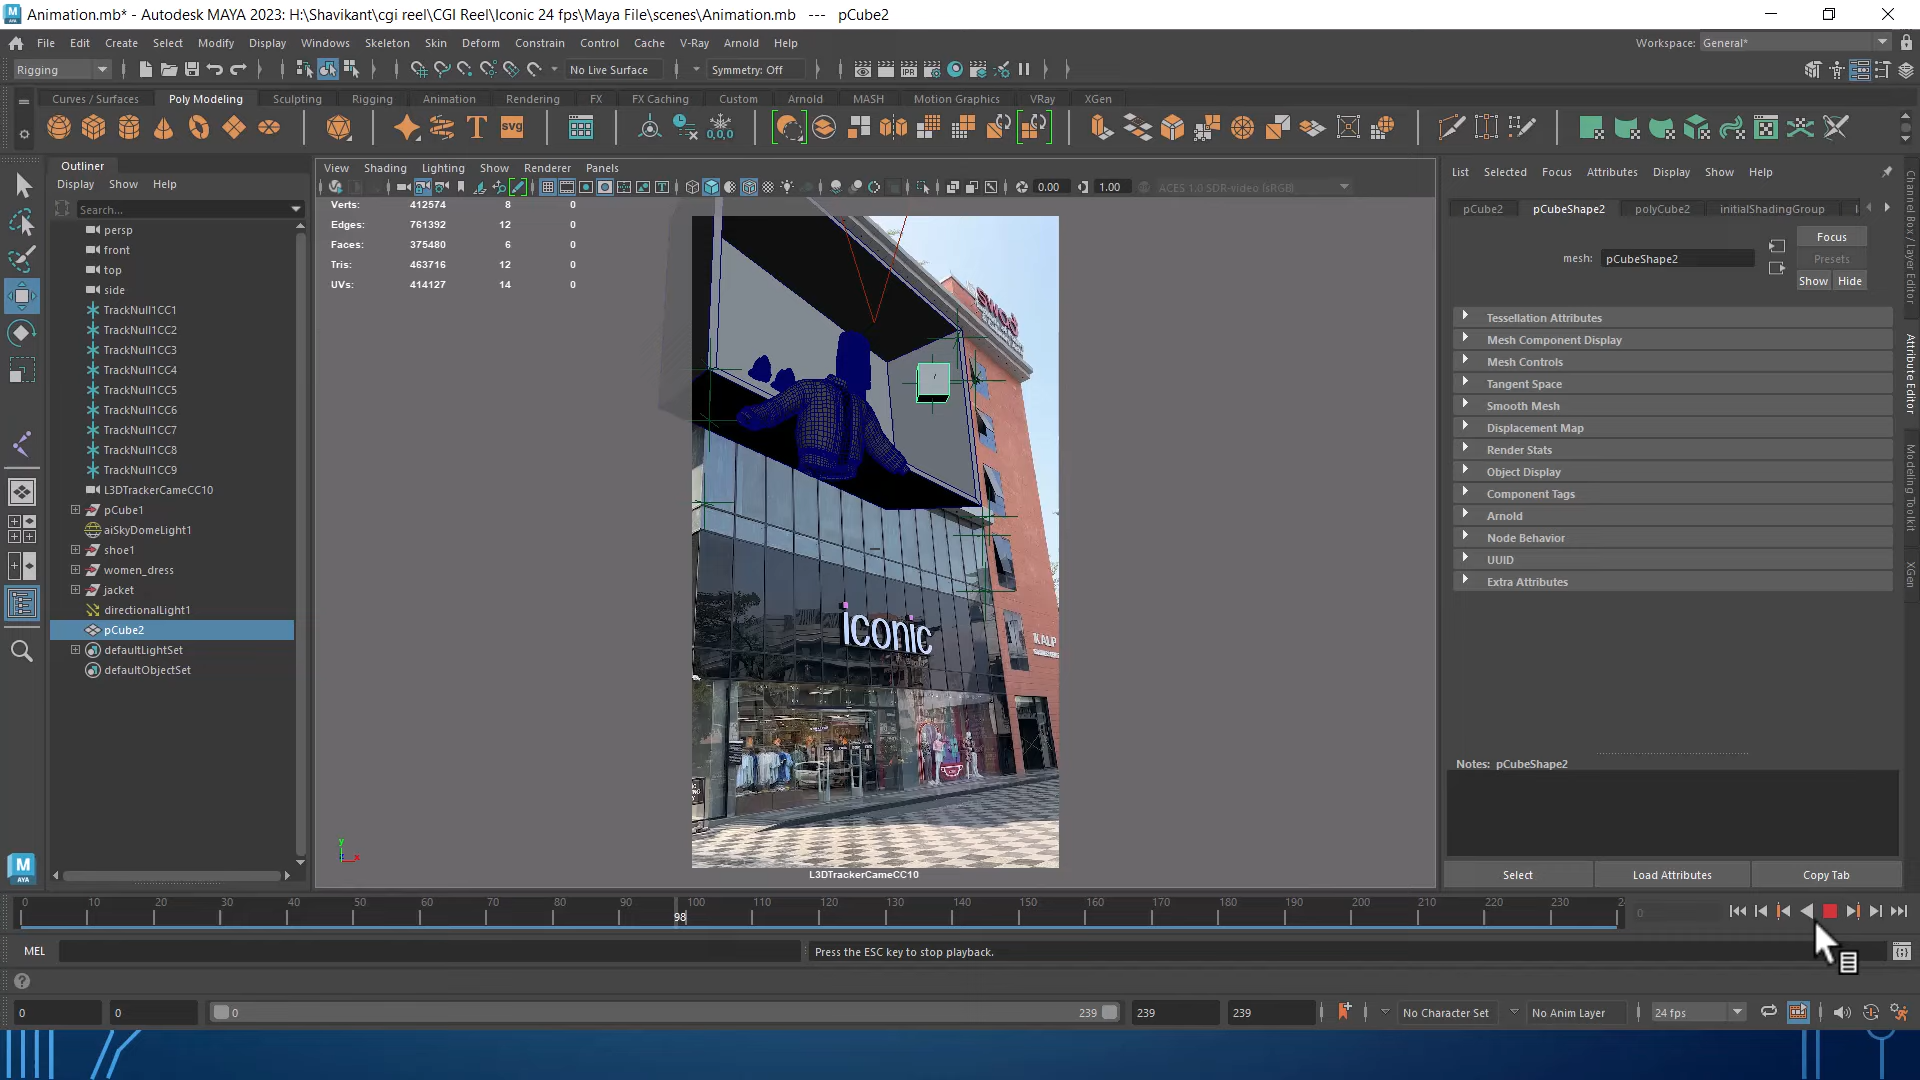 Animation.mb* - Autodesk MAYA 2023: H:\Shavikant\cgi reel\CGI Reel\Iconic 24 fps\Maya File\scenes\Animation.mb --- pCube2
File Edit Create Select Modify Display Windows Skeleton Skin Deform Constrain Control Cache V-Ray Arnold Help
Workspace: General*
Rigging No Live Surface Symmetry: Off
Curves / Surfaces Poly Modeling Sculpting Rigging Animation Rendering FX FX Caching Custom Arnold MASH Motion Graphics VRay XGen
Outliner
Display Show Help
Search...
persp
front
top
side
TrackNull1CC1
TrackNull1CC2
TrackNull1CC3
TrackNull1CC4
TrackNull1CC5
TrackNull1CC6
TrackNull1CC7
TrackNull1CC8
TrackNull1CC9
L3DTrackerCameCC10
pCube1
aiSkyDomeLight1
shoe1
women_dress
jacket
directionalLight1
pCube2
defaultLightSet
defaultObjectSet
View Shading Lighting Show Renderer Panels
0.00 1.00 ACES 1.0 SDR-video (sRGB)
Verts: 412574 8 0
Edges: 761392 12 0
Faces: 375480 6 0
Tris: 463716 12 0
UVs: 414127 14 0
iconic
L3DTrackerCameCC10
List Selected Focus Attributes Display Show Help
pCube2 pCubeShape2 polyCube2 initialShadingGroup
mesh: pCubeShape2
Focus
Presets
Show Hide
Tessellation Attributes
Mesh Component Display
Mesh Controls
Tangent Space
Smooth Mesh
Displacement Map
Render Stats
Object Display
Component Tags
Arnold
Node Behavior
UUID
Extra Attributes
Notes: pCubeShape2
Select Load Attributes Copy Tab
Channel Box / Layer Editor
Attribute Editor
Modeling Toolkit
XGen
0 10 20 30 40 50 60 70 80 90 100 110 120 130 140 150 160 170 180 190 200 210 220 230
98
0
MEL
Press the ESC key to stop playback.
0 0 0 239 239 239 No Character Set No Anim Layer 24 fps